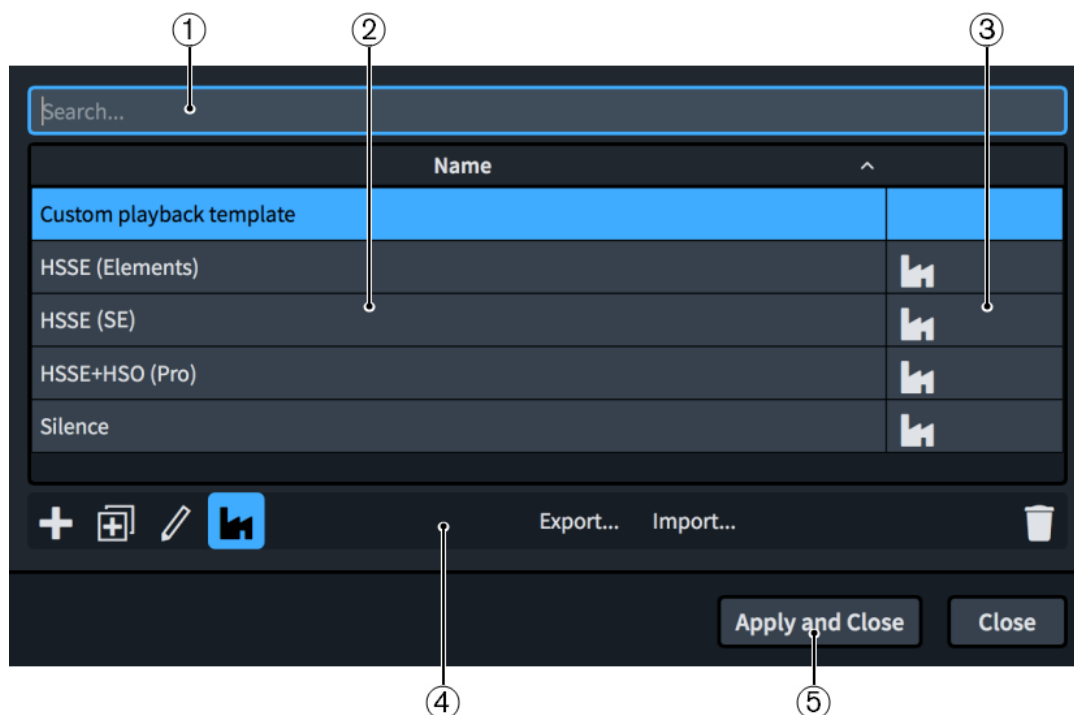 ① ② ③
Search...
Name
Custom playback template
HSSE (Elements)
HSSE (SE)
HSSE+HSO (Pro)
Silence
Export... Import...
Apply and Close Close
④ ⑤